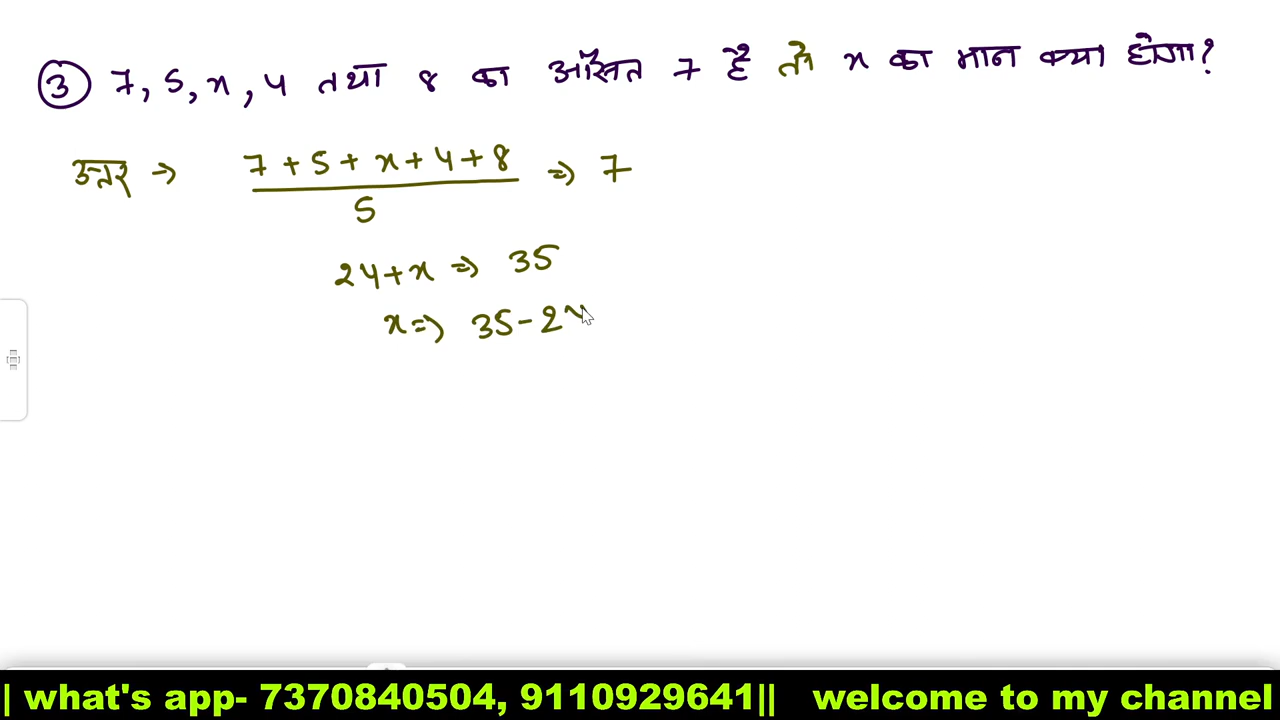 ③ 7, 5, x, 4 तथा 8 का औसत 7 है तो x का मान क्या होगा?
उत्तर → 7 + 5 + x + 4 + 8 ⇒ 7
5
24 + x ⇒ 35
x ⇒ 35 - 24
| what's app- 7370840504, 9110929641|| welcome to my channel